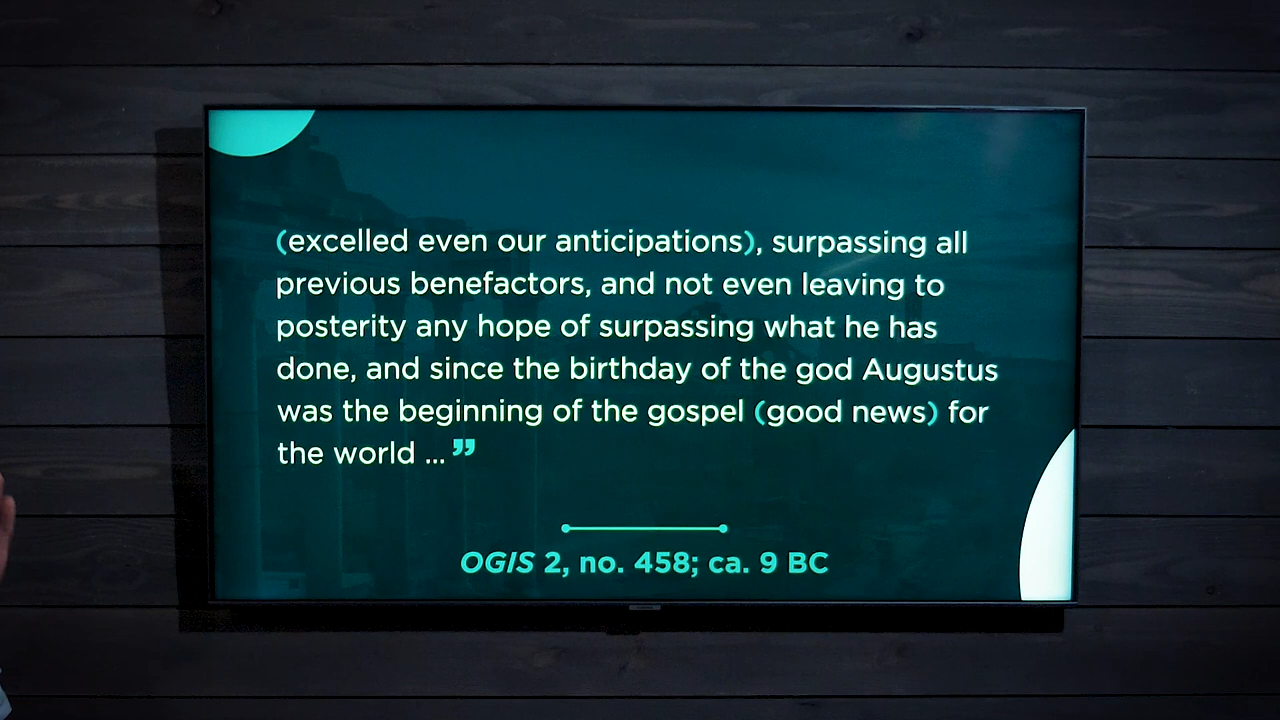 (excelled even our anticipations), surpassing all
previous benefactors, and not even leaving to
posterity any hope of surpassing what he has
done, and since the birthday of the god Augustus
was the beginning of the gospel (good news) for
the world ...”
OGIS 2, no. 458; ca. 9 BC